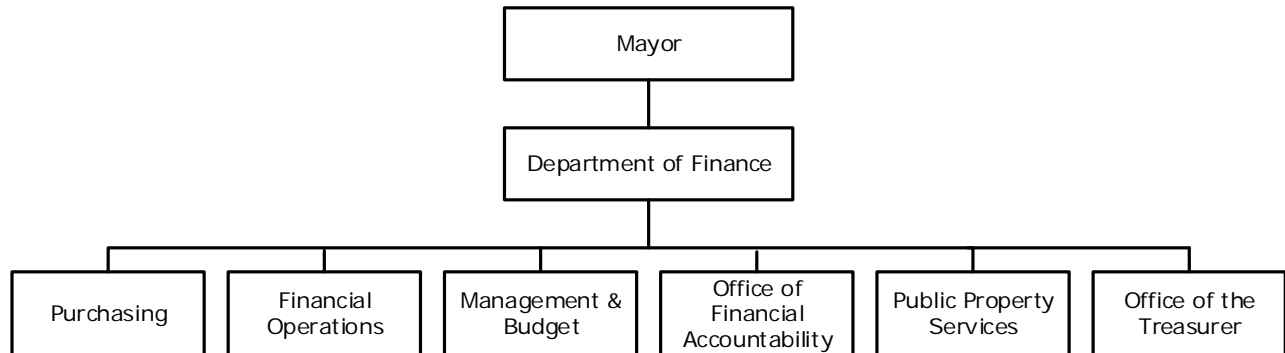 Mayor
Department of Finance
Purchasing
Financial
Operations
Management &
Budget
Office of
Financial
Accountability
Public Property
Services
Office of the
Treasurer